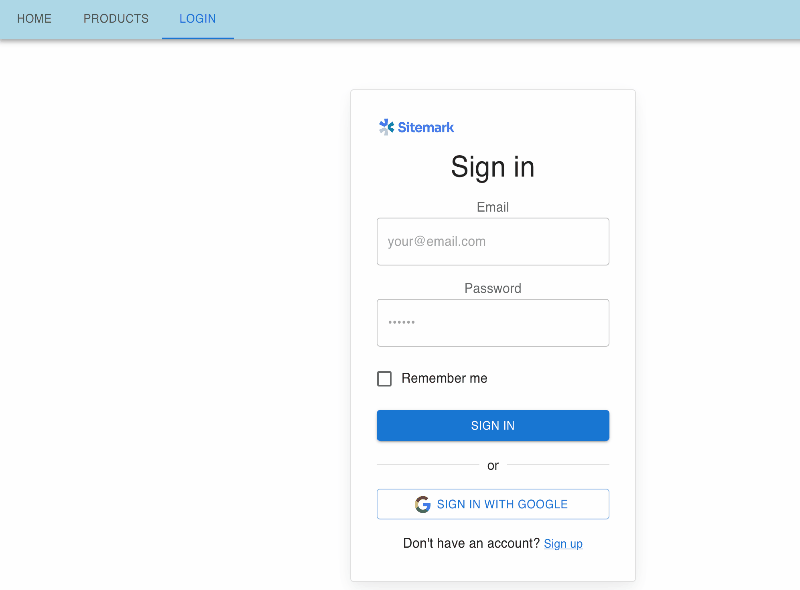 HOME PRODUCTS LOGIN
Sitemark
Sign in
Email
your@email.com
Password
••••••
Remember me
SIGN IN
or
SIGN IN WITH GOOGLE
Don't have an account? Sign up